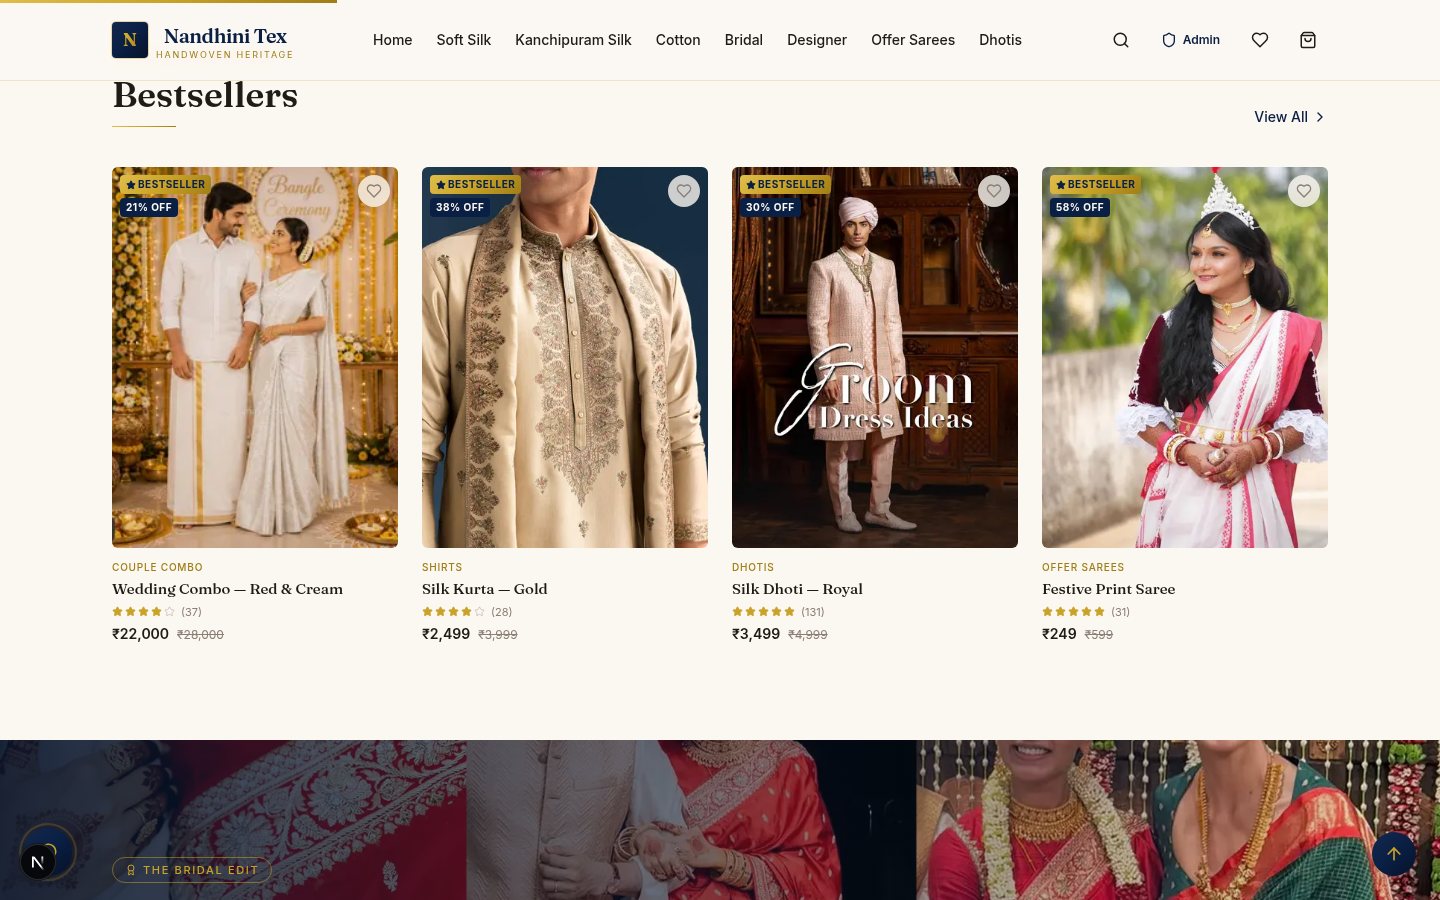 N
Nandhini Tex
HANDWOVEN HERITAGE
Home
Soft Silk
Kanchipuram Silk
Cotton
Bridal
Designer
Offer Sarees
Dhotis
Admin
Bestsellers
View All
BESTSELLER
21% OFF
Bangle
Ceremony
BESTSELLER
38% OFF
BESTSELLER
30% OFF
Groom
Dress Ideas
BESTSELLER
58% OFF
COUPLE COMBO
Wedding Combo — Red & Cream
(37)
₹22,000 ₹28,000
SHIRTS
Silk Kurta — Gold
(28)
₹2,499 ₹3,999
DHOTIS
Silk Dhoti — Royal
(131)
₹3,499 ₹4,999
OFFER SAREES
Festive Print Saree
(31)
₹249 ₹599
THE BRIDAL EDIT
N